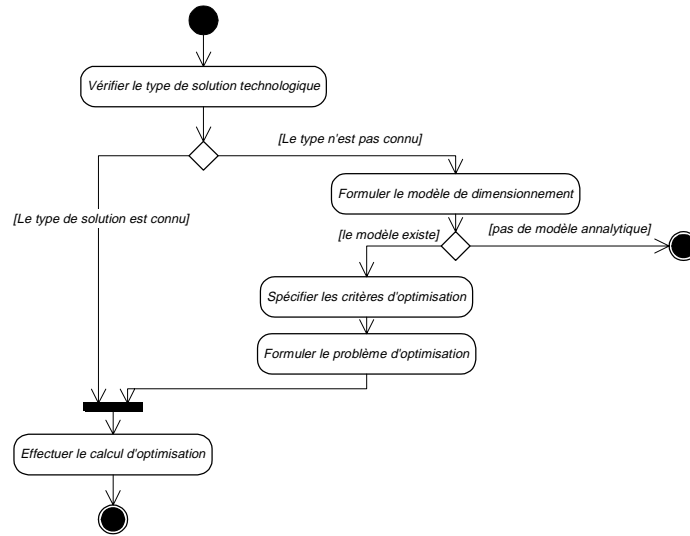 Vérifier le type de solution technologique
[Le type n'est pas connu]
Formuler le modèle de dimensionnement
[Le type de solution est connu]
[le modèle existe]
[pas de modèle annalytique]
Spécifier les critères d'optimisation
Formuler le problème d'optimisation
Effectuer le calcul d'optimisation